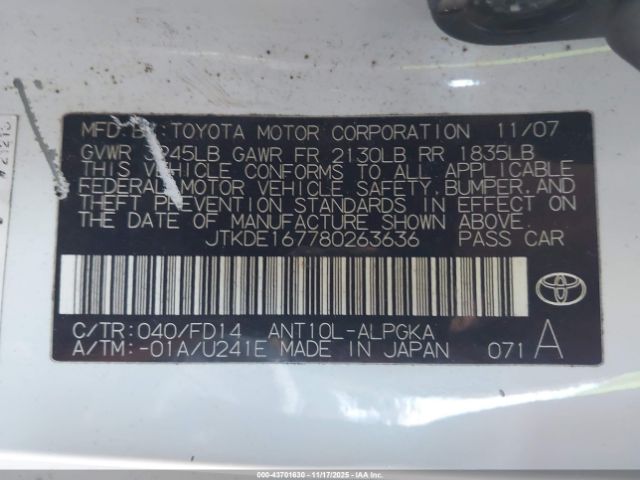 MFD. BY: TOYOTA MOTOR CORPORATION 11/07
GVWR 3845LB GAWR FR 2130LB RR 1835LB
THIS VEHICLE CONFORMS TO ALL APPLICABLE
FEDERAL MOTOR VEHICLE SAFETY, BUMPER, AND
THEFT PREVENTION STANDARDS IN EFFECT ON
THE DATE OF MANUFACTURE SHOWN ABOVE.
JTKDE167780263636 PASS CAR
C/TR: 040/FD14 ANT10L-ALPGKA
A/TM: -01A/U241E MADE IN JAPAN 071 A
000-43701630 - 11/17/2025 - IAAI.CA